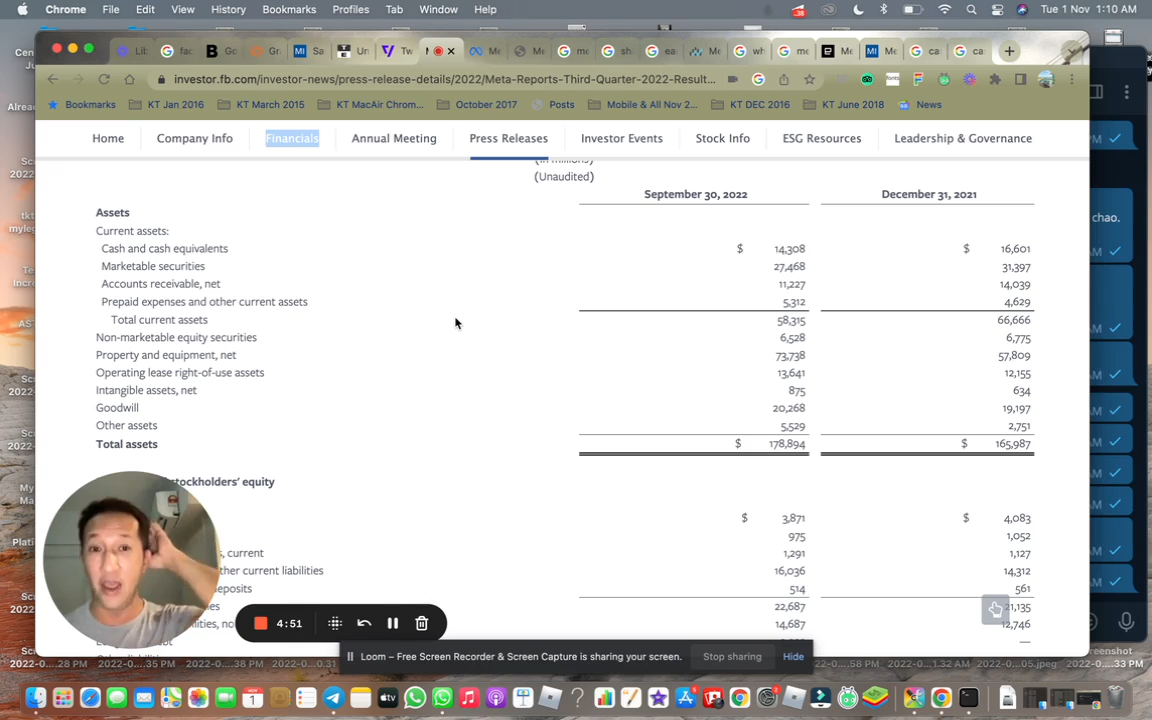 Chrome File Edit View History Bookmarks Profiles Tab Window Help Tue 1 Nov 1:10 AM
investor.fb.com/investor-news/press-release-details/2022/Meta-Reports-Third-Quarter-2022-Result...
Bookmarks KT Jan 2016 KT March 2015 KT MacAir Chrom... October 2017 Posts Mobile & All Nov 2... KT DEC 2016 KT June 2018 News
Home Company Info Financials Annual Meeting Press Releases Investor Events Stock Info ESG Resources Leadership & Governance
(In millions)
(Unaudited)
September 30, 2022 December 31, 2021
Assets
Current assets:
Cash and cash equivalents $ 14,308 $ 16,601
Marketable securities 27,468 31,397
Accounts receivable, net 11,227 14,039
Prepaid expenses and other current assets 5,312 4,629
Total current assets 58,315 66,666
Non-marketable equity securities 6,528 6,775
Property and equipment, net 73,738 57,809
Operating lease right-of-use assets 13,641 12,155
Intangible assets, net 875 634
Goodwill 20,268 19,197
Other assets 5,529 2,751
Total assets $ 178,894 $ 165,987
stockholders' equity
$ 3,871 $ 4,083
975 1,052
, current 1,291 1,127
ther current liabilities 16,036 14,312
deposits 514 561
22,687 21,135
14,687 12,746
4:51
Loom – Free Screen Recorder & Screen Capture is sharing your screen. Stop sharing Hide
chao.